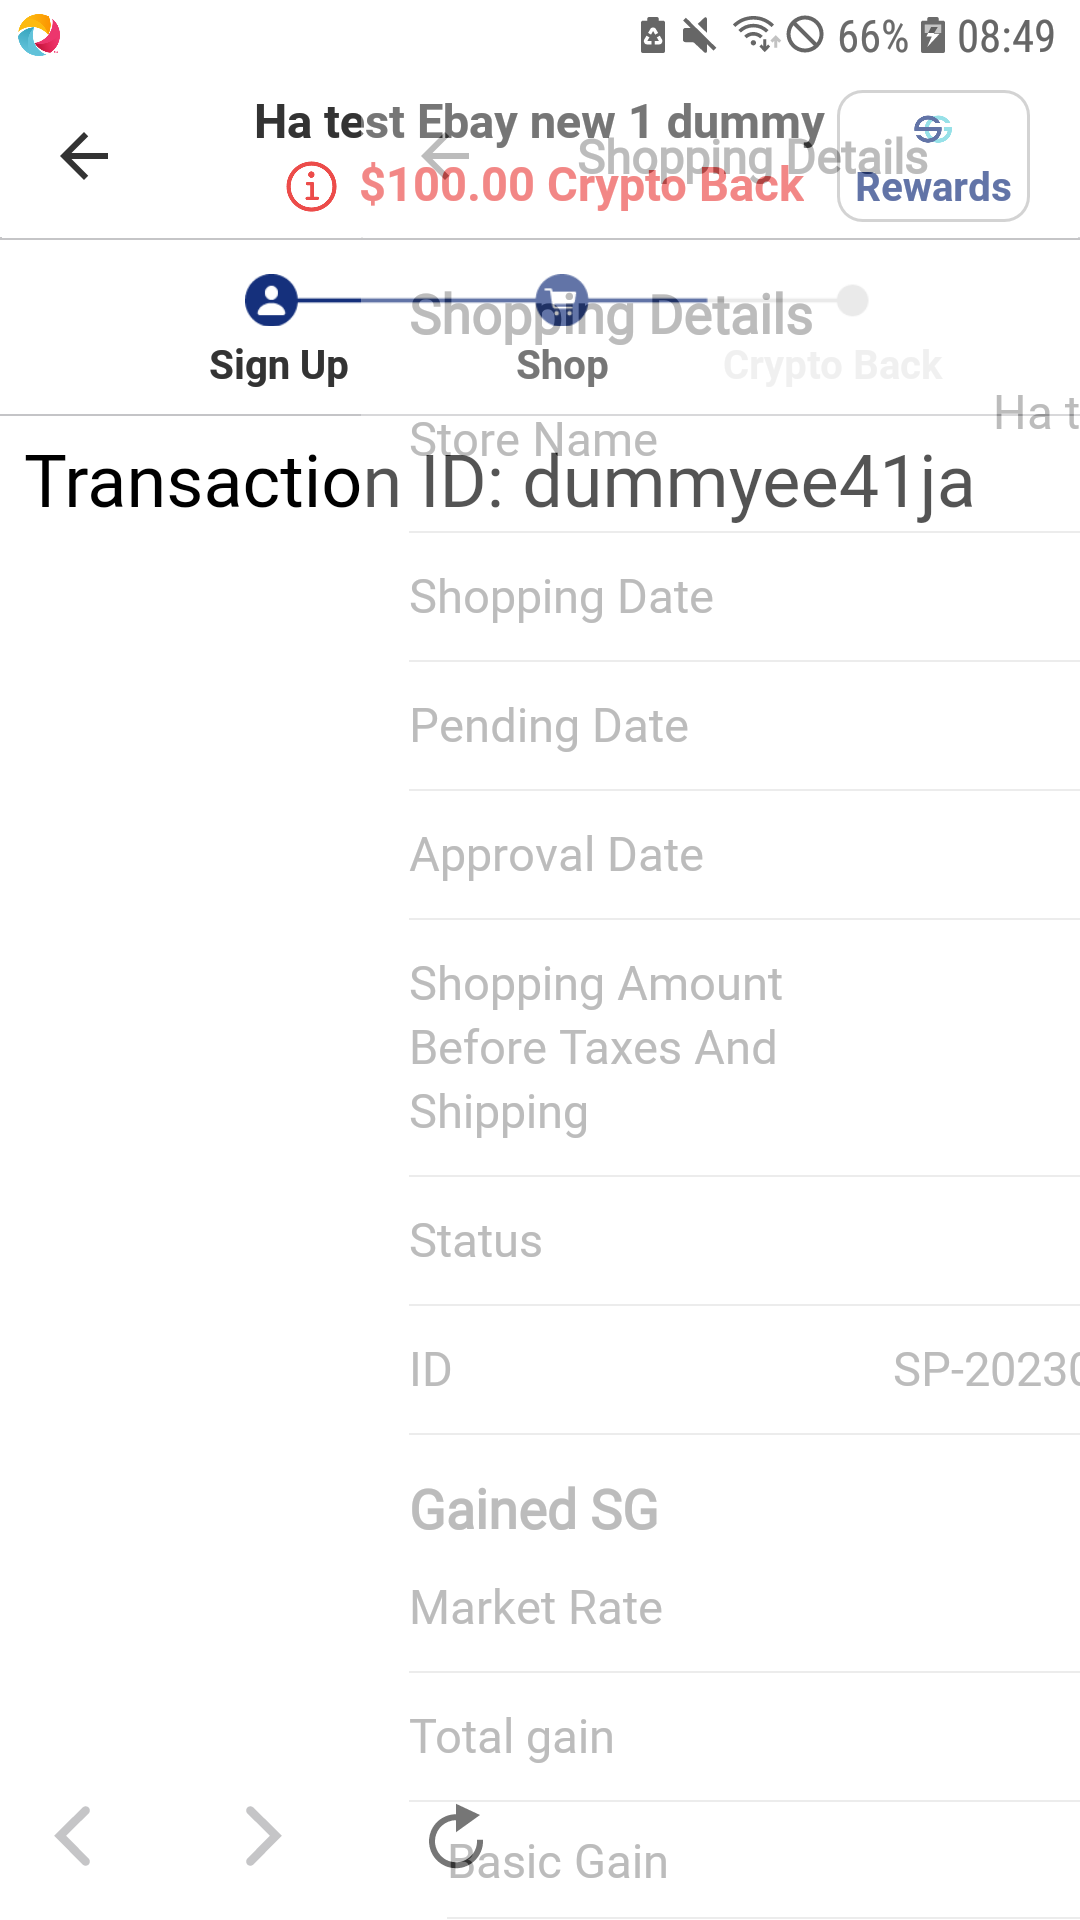 66% 08:49
Ha test Ebay new 1 dummy
Shopping Details
$100.00 Crypto Back
Rewards
Shopping Details
Sign Up
Shop
Crypto Back
Ha t
Store Name
Transaction ID: dummyee41ja
Shopping Date
Pending Date
Approval Date
Shopping Amount
Before Taxes And
Shipping
Status
ID
SP-20230
Gained SG
Market Rate
Total gain
Basic Gain